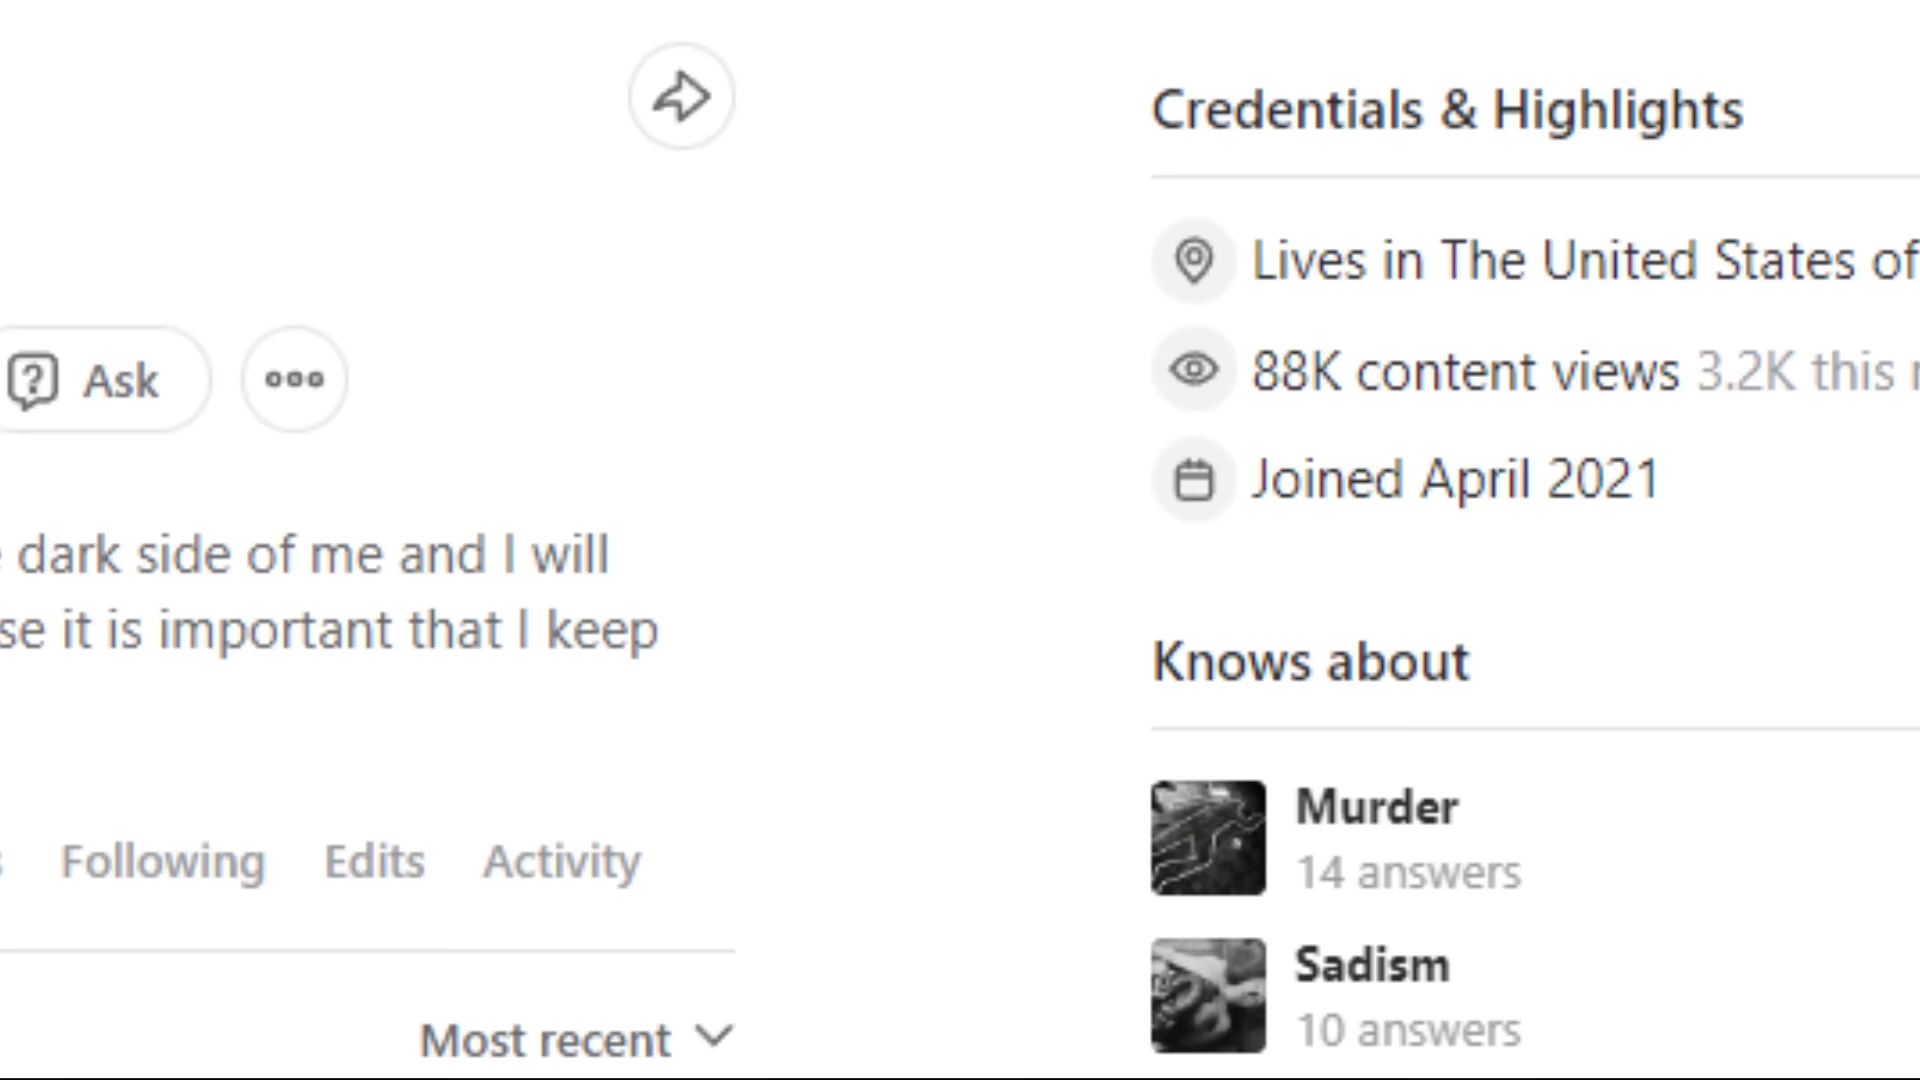 Ask
dark side of me and I will
se it is important that I keep
Following Edits Activity
Most recent
Credentials & Highlights
Lives in The United States of
88K content views 3.2K this
Joined April 2021
Knows about
Murder
14 answers
Sadism
10 answers